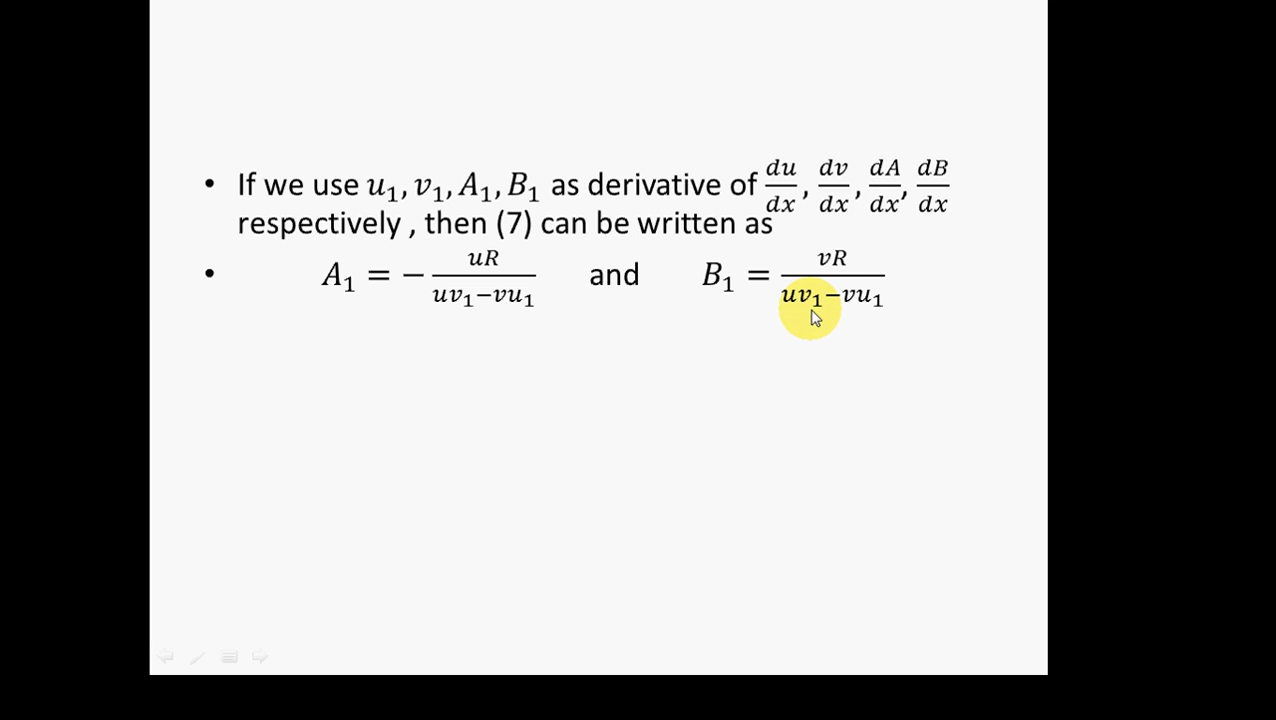 • If we use u₁, v₁, A₁, B₁ as derivative of du/dx, dv/dx, dA/dx, dB/dx
respectively , then (7) can be written as
• A₁ = − uR/(uv₁−vu₁) and B₁ = vR/(uv₁−vu₁)